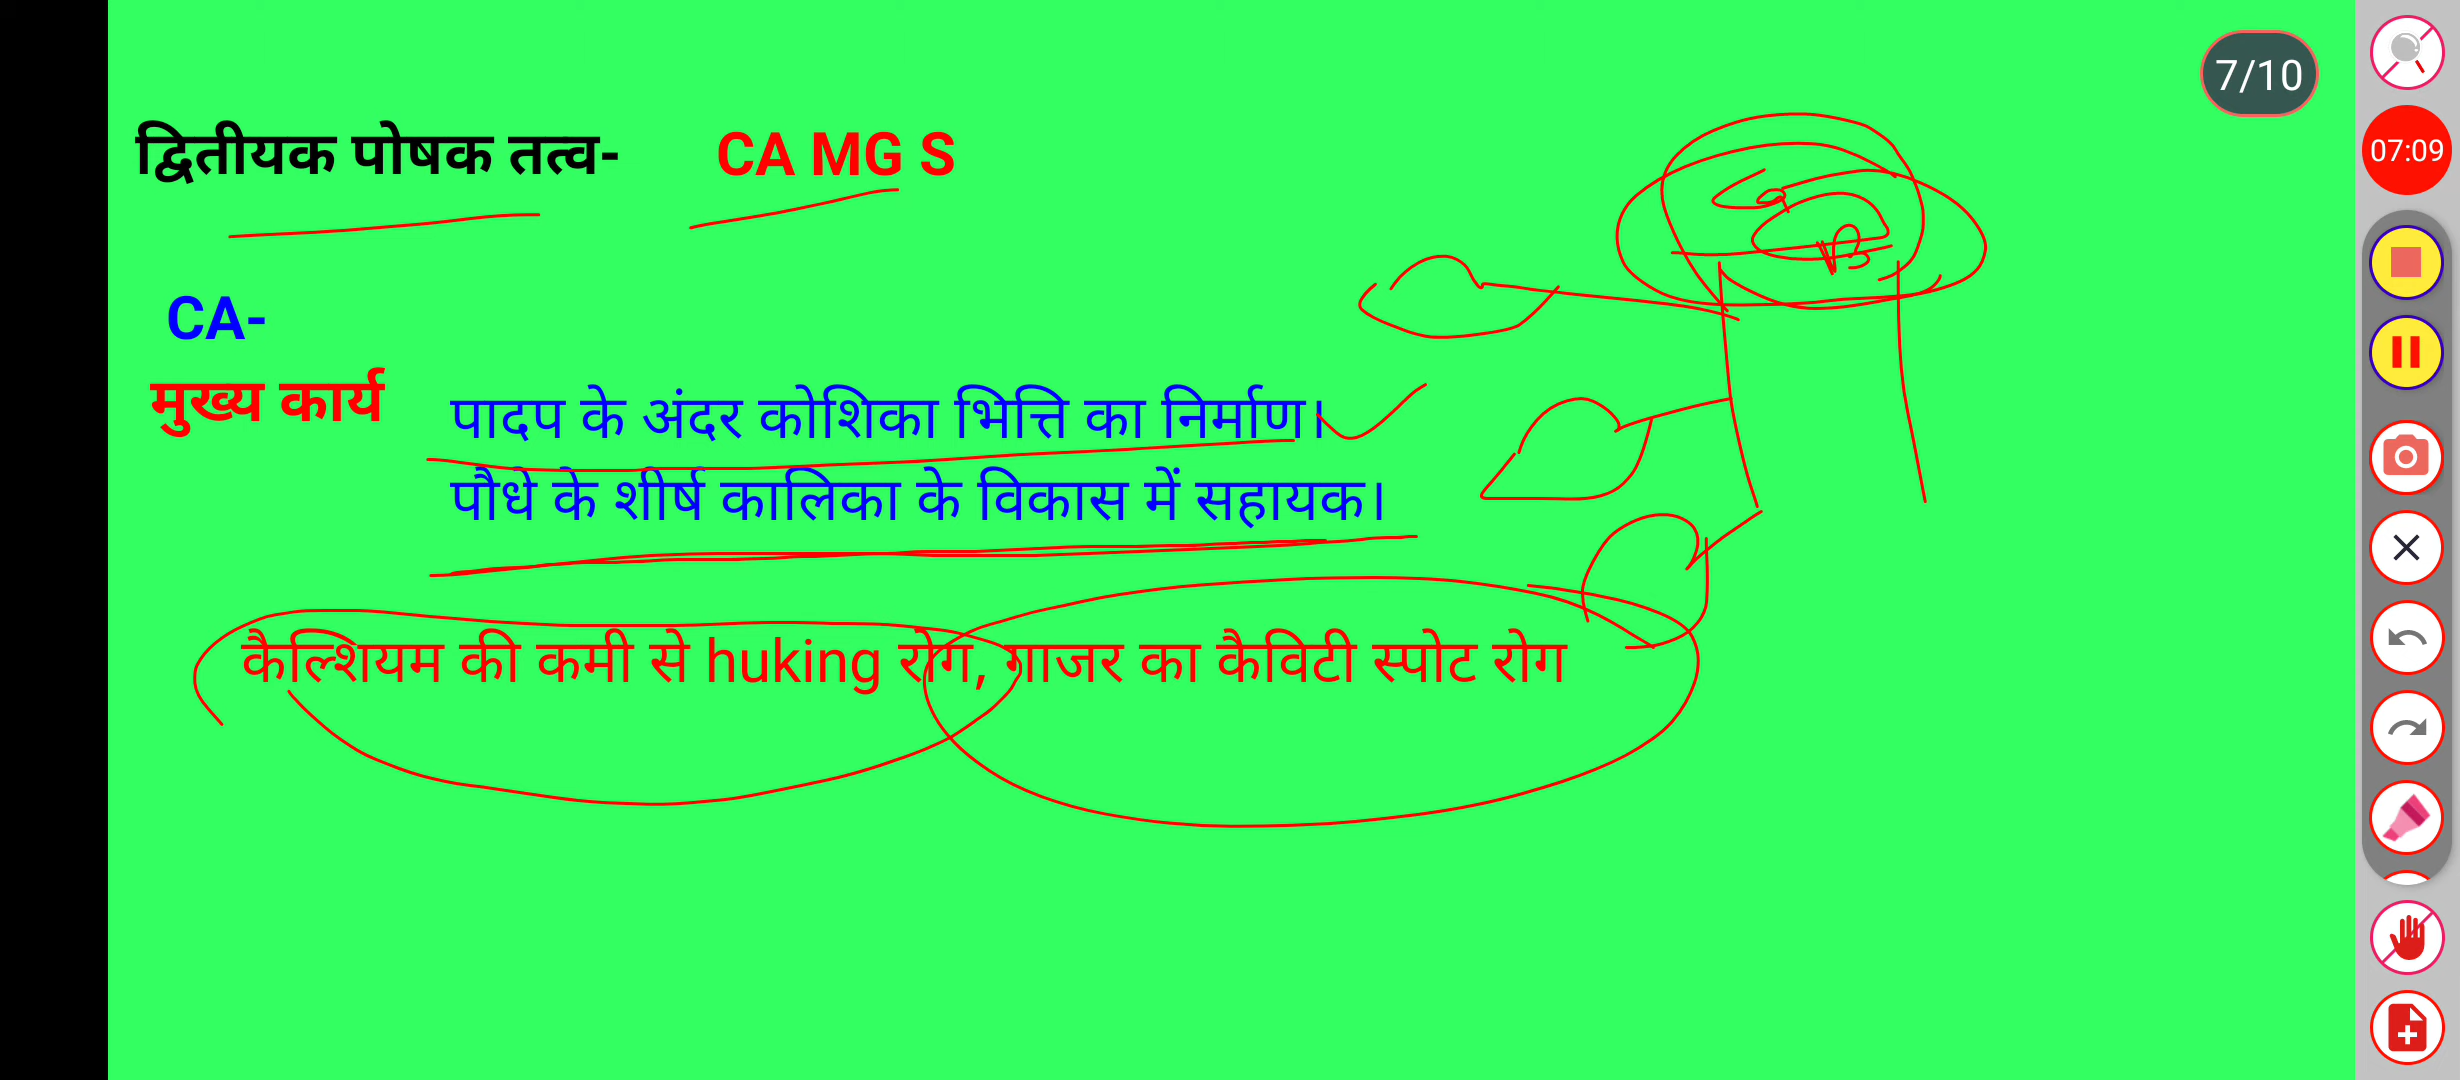 7/10
07:09
द्वितीयक पोषक तत्व- CA MG S
CA-
मुख्य कार्य
पादप के अंदर कोशिका भित्ति का निर्माण।
पौधे के शीर्ष कालिका के विकास में सहायक।
कैल्शियम की कमी से huking रोग, गाजर का कैविटी स्पोट रोग